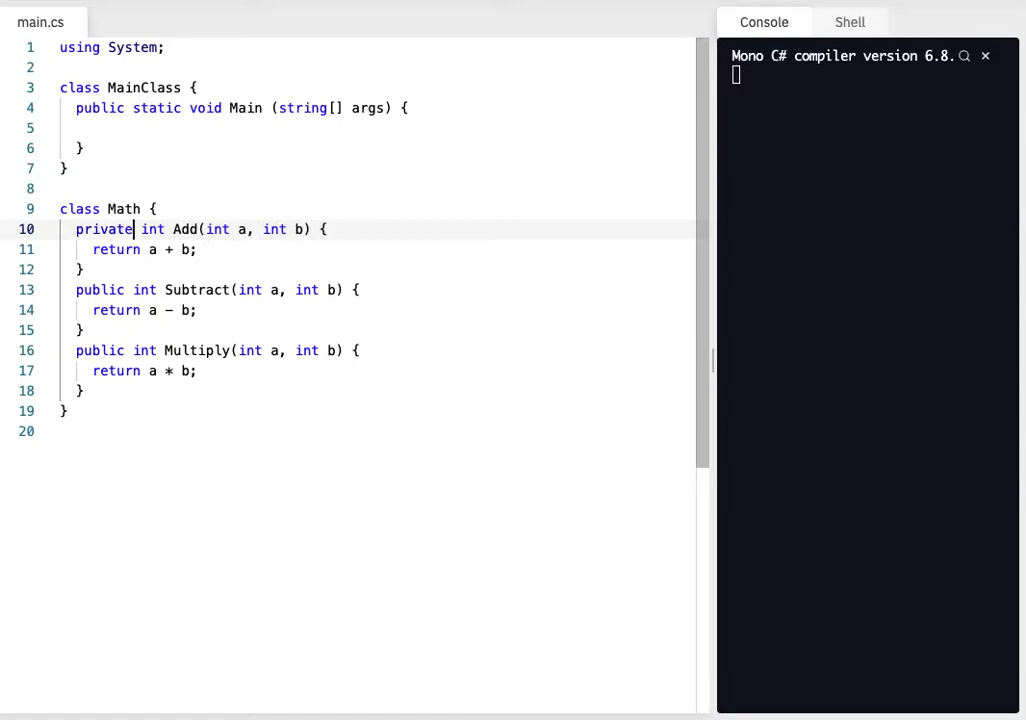 main.cs
Console Shell
1 using System;
2
3 class MainClass {
4 public static void Main (string[] args) {
5
6 }
7 }
8
9 class Math {
10 private int Add(int a, int b) {
11 return a + b;
12 }
13 public int Subtract(int a, int b) {
14 return a - b;
15 }
16 public int Multiply(int a, int b) {
17 return a * b;
18 }
19 }
20
Mono C# compiler version 6.8.